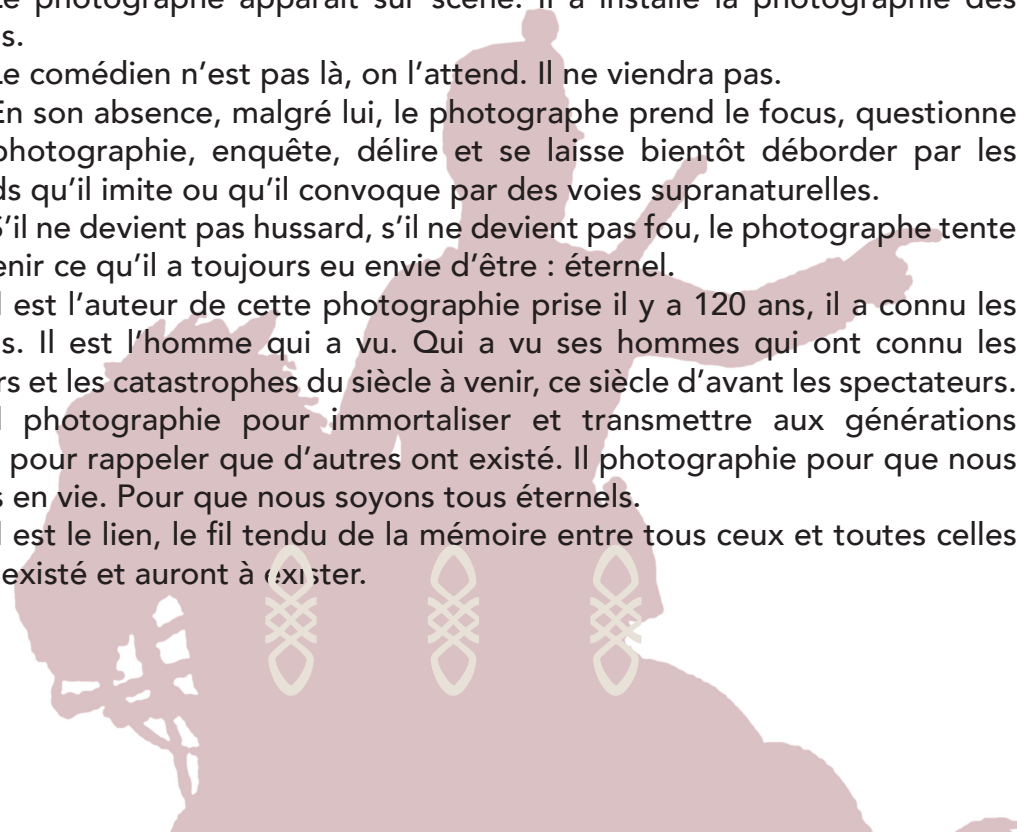 e photographe apparaît sur scène. Il a installé la photographie des
s.
Le comédien n'est pas là, on l'attend. Il ne viendra pas.
En son absence, malgré lui, le photographe prend le focus, questionne
photographie, enquête, délire et se laisse bientôt déborder par les
ds qu'il imite ou qu'il convoque par des voies supranaturelles.
S'il ne devient pas hussard, s'il ne devient pas fou, le photographe tente
enir ce qu'il a toujours eu envie d'être : éternel.
l est l'auteur de cette photographie prise il y a 120 ans, il a connu les
s. Il est l'homme qui a vu. Qui a vu ses hommes qui ont connu les
rs et les catastrophes du siècle à venir, ce siècle d'avant les spectateurs.
l photographie pour immortaliser et transmettre aux générations
pour rappeler que d'autres ont existé. Il photographie pour que nous
s en vie. Pour que nous soyons tous éternels.
l est le lien, le fil tendu de la mémoire entre tous ceux et toutes celles
existé et auront à exister.